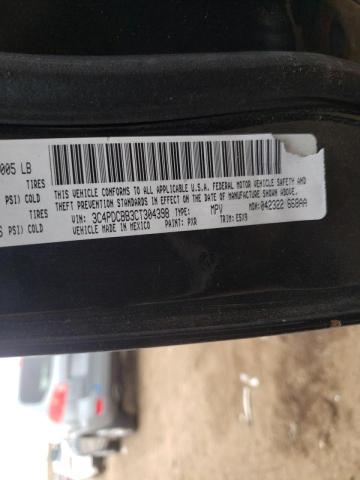 005 LB
TIRES
PSI) COLD
TIRES
PSI) COLD
THIS VEHICLE CONFORMS TO ALL APPLICABLE U.S.A. FEDERAL MOTOR VEHICLE SAFETY AND
THEFT PREVENTION STANDARDS IN EFFECT ON THE DATE OF MANUFACTURE SHOWN ABOVE.
VIN: 3C4PDCBB3CT304398 TYPE: MPV MDH: 042322 668AA
VEHICLE MADE IN MEXICO PAINT: PXR TRIM: E5X9